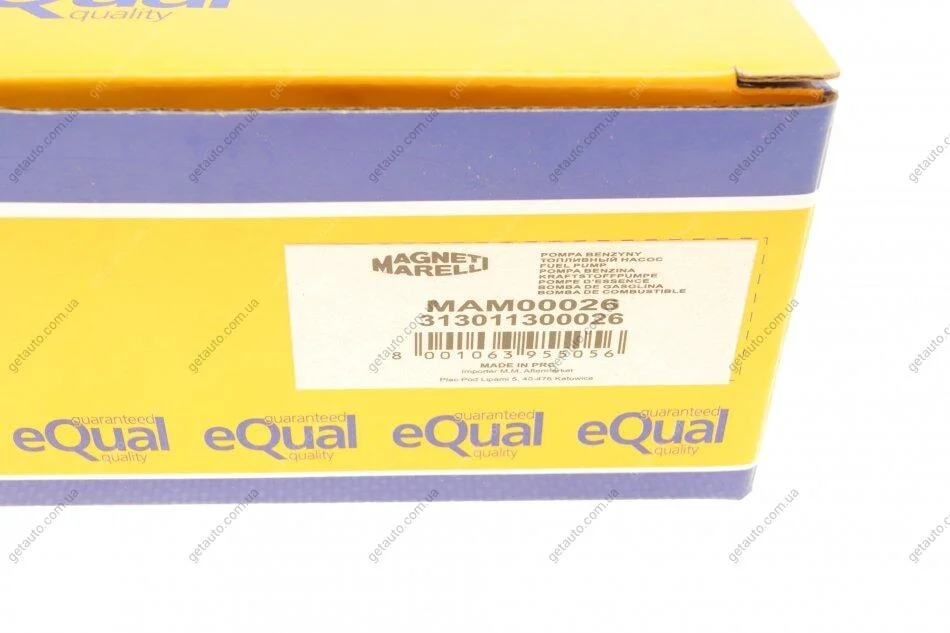 eQual
quality
MAGNETI
MARELLI
POMPA BENZYNY
ТОПЛИВНЫЙ НАСОС
FUEL PUMP
POMPA BENZINA
KRAFTSTOFFPUMPE
POMPE D'ESSENCE
BOMBA DE GASOLINA
BOMBA DE COMBUSTIBLE
MAM00026
313011300026
8 001063 955056
MADE IN PRC
Importer M.M. Aftermarket
Plac Pod Lipami 5, 40-476 Katowice
guaranteed guaranteed guaranteed guaranteed
eQual eQual eQual eQual
quality quality quality quality
getauto.com.ua